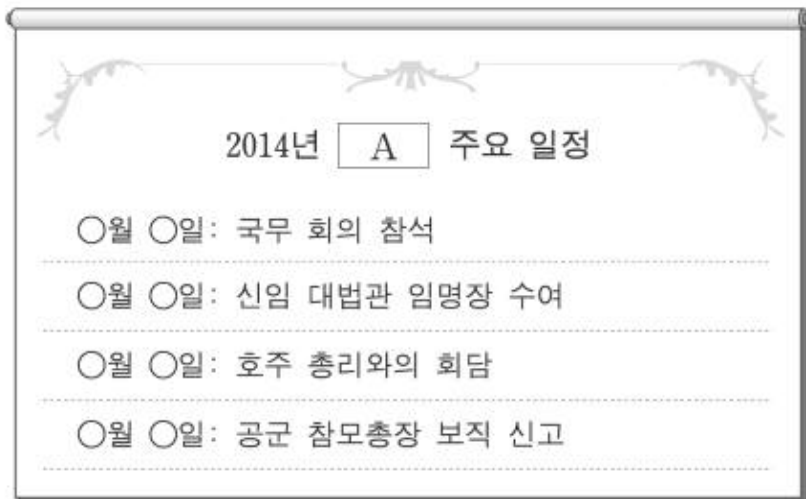 2014년 A 주요 일정
○월 ○일: 국무 회의 참석
○월 ○일: 신임 대법관 임명장 수여
○월 ○일: 호주 총리와의 회담
○월 ○일: 공군 참모총장 보직 신고